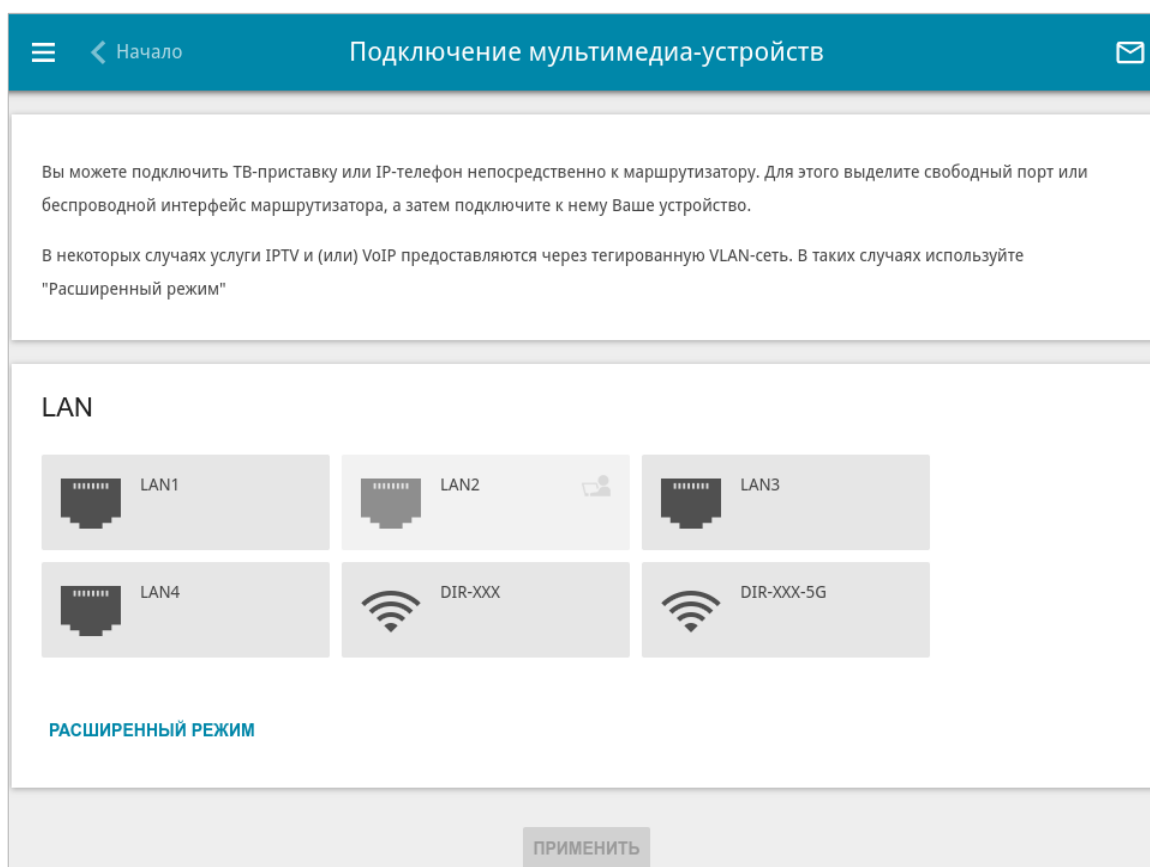 Начало
Подключение мультимедиа-устройств
Вы можете подключить ТВ-приставку или IP-телефон непосредственно к маршрутизатору. Для этого выделите свободный порт или
беспроводной интерфейс маршрутизатора, а затем подключите к нему Ваше устройство.
В некоторых случаях услуги IPTV и (или) VoIP предоставляются через тегированную VLAN-сеть. В таких случаях используйте
"Расширенный режим"
LAN
LAN1
LAN2
LAN3
LAN4
DIR-XXX
DIR-XXX-5G
РАСШИРЕННЫЙ РЕЖИМ
ПРИМЕНИТЬ